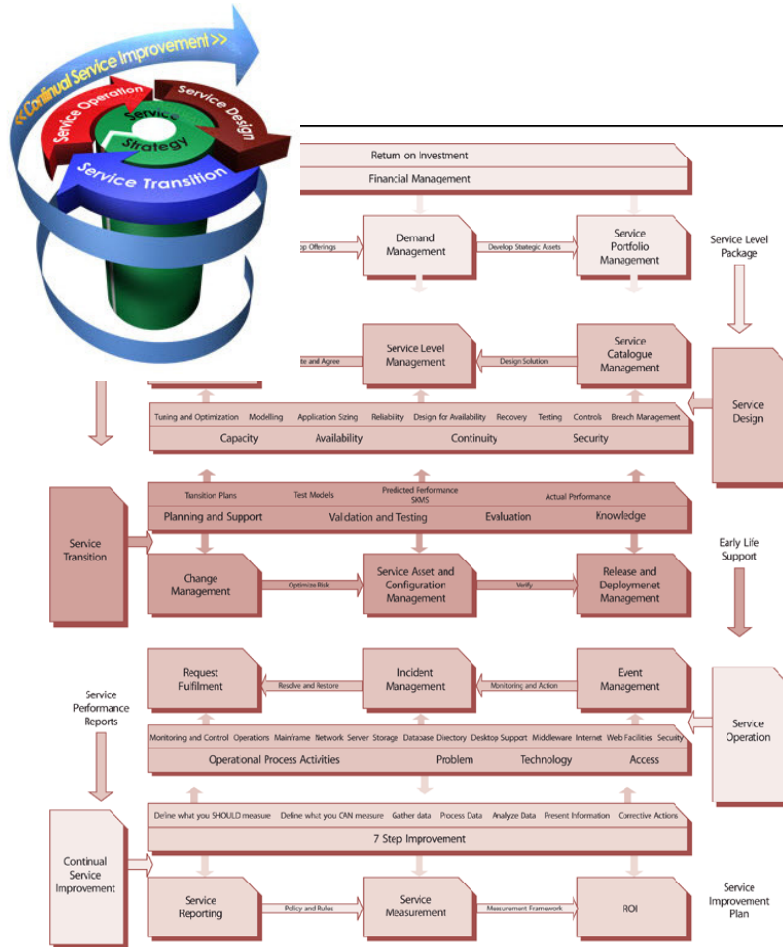 <<Continual Service Improvement >>
Service Operation
Service Design
Service
Strategy
Service Transition
Return on Investment
Financial Management
Demand
Management
Develop Strategic Assets
Service
Portfolio
Management
Service Level
Package
op Offerings
Service Level
Management
Design Solution
Service
Catalogue
Management
te and Agree
Service
Design
Tuning and Optimization Modelling Application Sizing Reliability Design for Availability Recovery Testing Controls Breach Management
Capacity Availability Continuity Security
Transition Plans Test Models Predicted Performance Actual Performance
SKMS
Planning and Support Validation and Testing Evaluation Knowledge
Service
Transition
Early Life
Support
Change
Management
Optimize Risk
Service Asset and
Configuration
Management
Verify
Release and
Deploymenet
Management
Request
Fulfilment
Resolve and Restore
Incident
Management
Monitoring and Action
Event
Management
Service
Performance
Reports
Service
Operation
Monitoring and Control Operations Mainframe Network Server Storage Database Directory Desktop Support Middleware Internet Web Facilities Security
Operational Process Activities Problem Technology Access
Define what you SHOULD measure Define what you CAN measure Gather data Process Data Analyze Data Present Information Corrective Actions
7 Step Improvement
Continual
Service
Improvement
Service
Reporting
Policy and Rules
Service
Measurement
Measurement Framework
ROI
Service
Improvement
Plan